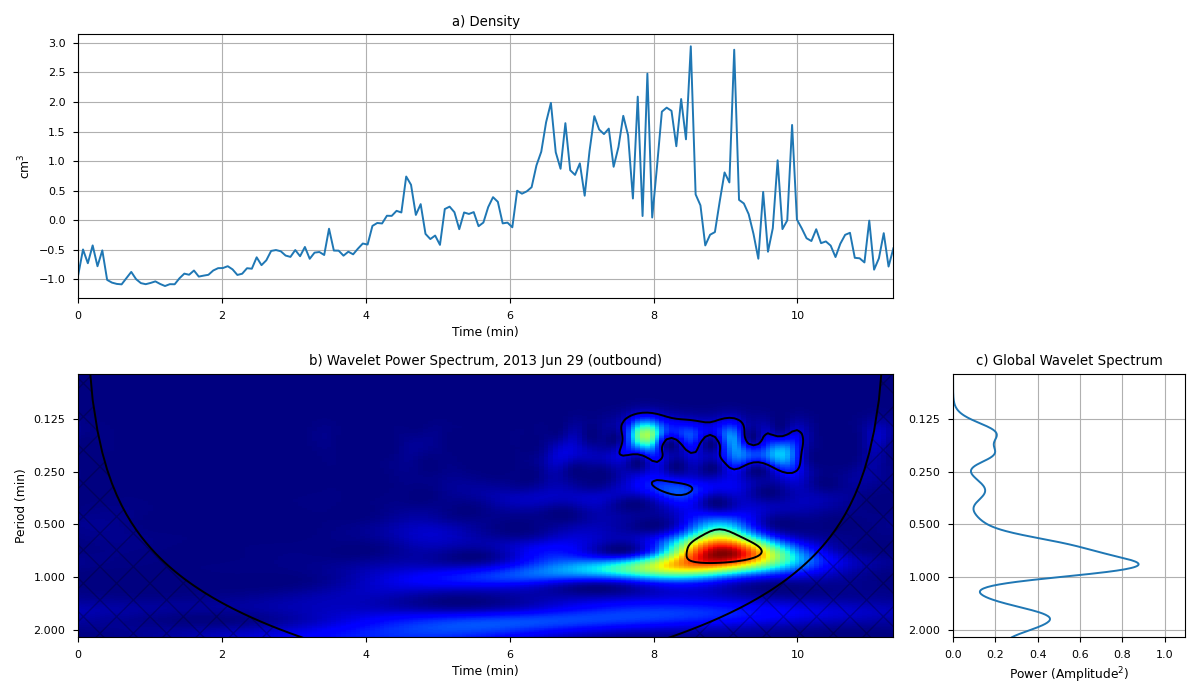 a) Density
3.0
2.5
2.0
1.5
1.0
0.5
0.0
−0.5
−1.0
cm³
0 2 4 6 8 10
Time (min)
b) Wavelet Power Spectrum, 2013 Jun 29 (outbound)
0.125
0.250
0.500
1.000
2.000
Period (min)
0 2 4 6 8 10
Time (min)
c) Global Wavelet Spectrum
0.125
0.250
0.500
1.000
2.000
0.0 0.2 0.4 0.6 0.8 1.0
Power (Amplitude²)